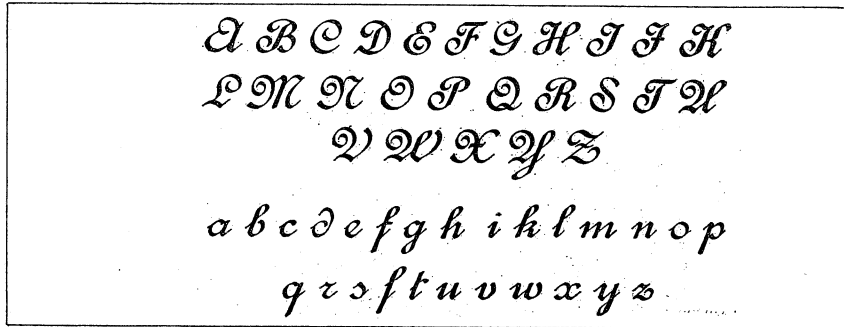 A B C D E F G H I J K
L M N O P Q R S T U
V W X Y Z
a b c d e f g h i k l m n o p
q r s ſ t u v w x y z